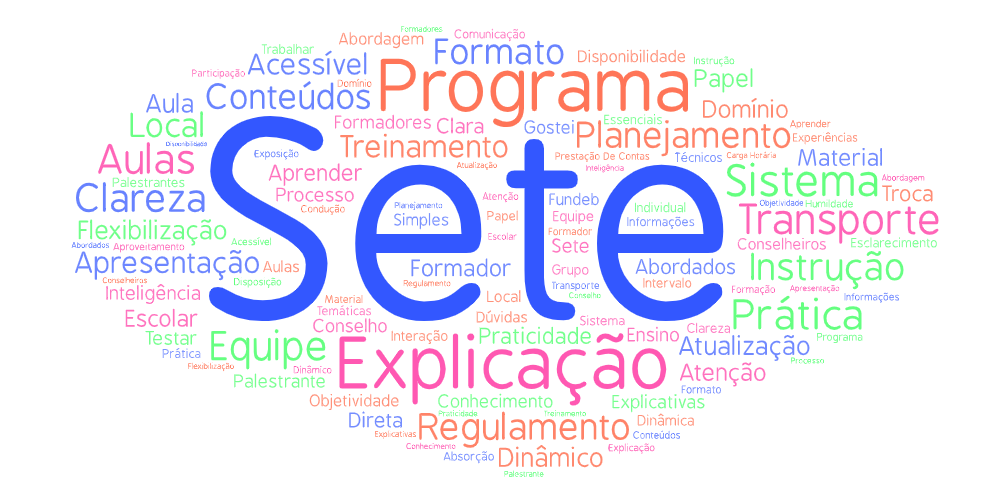 Formadores
Comunicação
Abordagem
Formato
Trabalhar
Disponibilidade
Acessível
Instrução
Participação
Programa
Papel
Domínio
Conteúdos
Aula
Domínio
Essenciais
Local
Sete
Formadores
Clara
Gostei
Planejamento
Aprender
Experiências
Treinamento
Disponibilidade
Exposição
Aulas
Atualização
Prestação De Contas
Técnicos
Carga Horária
Material
Inteligência
Aprender
Palestrantes
Sistema
Abordagem
Clareza
Processo
Atenção
Fundeb
Troca
Condução
Planejamento
Individual
Objetividade
Humidade
Simples
Papel
Equipe
Informações
Transporte
Flexibilização
Formador
Escolar
Abordados
Aproveitamento
Acessível
Sete
Conselheiros
Esclarecimento
Apresentação
Aulas
Formador
Grupo
Abordados
Instrução
Conselheiros
Disposição
Regulamento
Transporte
Intervalo
Formação
Apresentação
Inteligência
Material
Local
Conselho
Informações
Temáticas
Escolar
Conselho
Dúvidas
Sistema
Clareza
Prática
Testar
Interação
Praticidade
Ensino
Programa
Equipe
Explicação
Atualização
Prática
Processo
Flexibilização
Dinâmico
Atenção
Palestrante
Formato
Objetividade
Conhecimento
Explicativas
Direta
Praticidade
Treinamento
Dinâmica
Regulamento
Explicativas
Conteúdos
Conhecimento
Explicação
Absorção
Dinâmico
Palestrante